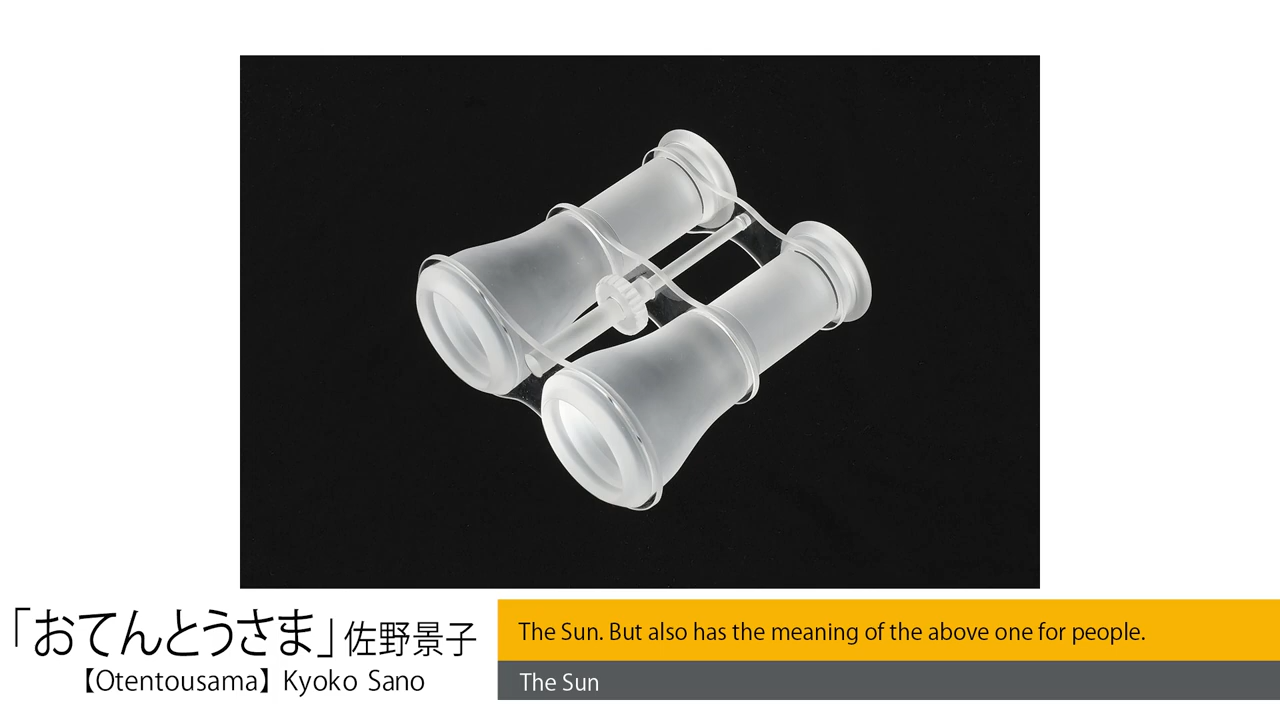 「おてんとうさま」佐野景子
【Otentousama】Kyoko Sano
The Sun. But also has the meaning of the above one for people.
The Sun